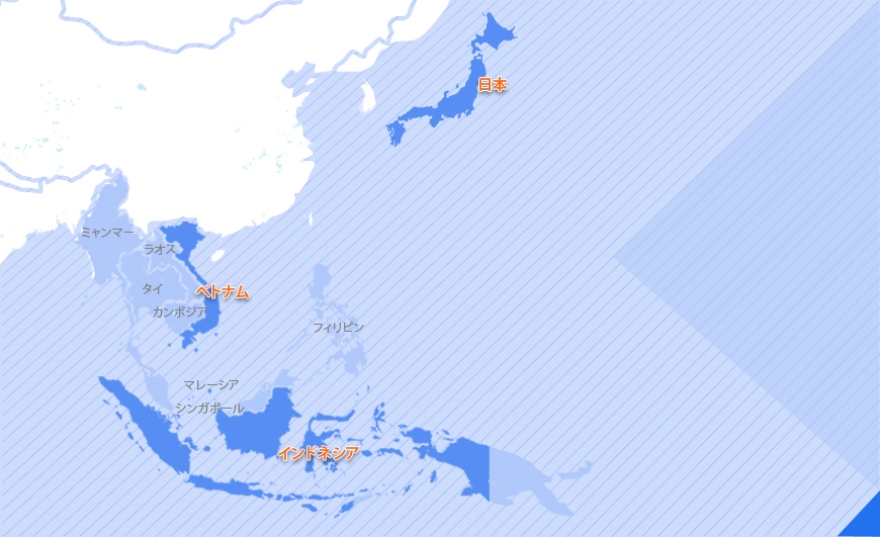 日本
ミャンマー
ラオス
タイ
ベトナム
カンボジア
フィリピン
マレーシア
シンガポール
インドネシア